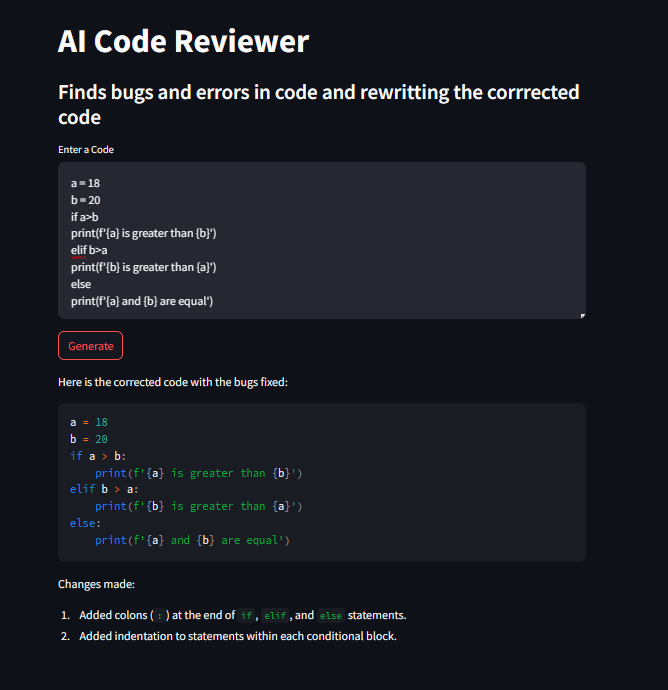 AI Code Reviewer
Finds bugs and errors in code and rewritting the corrrected
code
Enter a Code
a = 18
b = 20
if a>b
print(f'{a} is greater than {b}')
elif b>a
print(f'{b} is greater than {a}')
else
print(f'{a} and {b} are equal')
Generate
Here is the corrected code with the bugs fixed:
a = 18
b = 20
if a > b:
    print(f'{a} is greater than {b}')
elif b > a:
    print(f'{b} is greater than {a}')
else:
    print(f'{a} and {b} are equal')
Changes made:
1. Added colons ( : ) at the end of if , elif , and else statements.
2. Added indentation to statements within each conditional block.